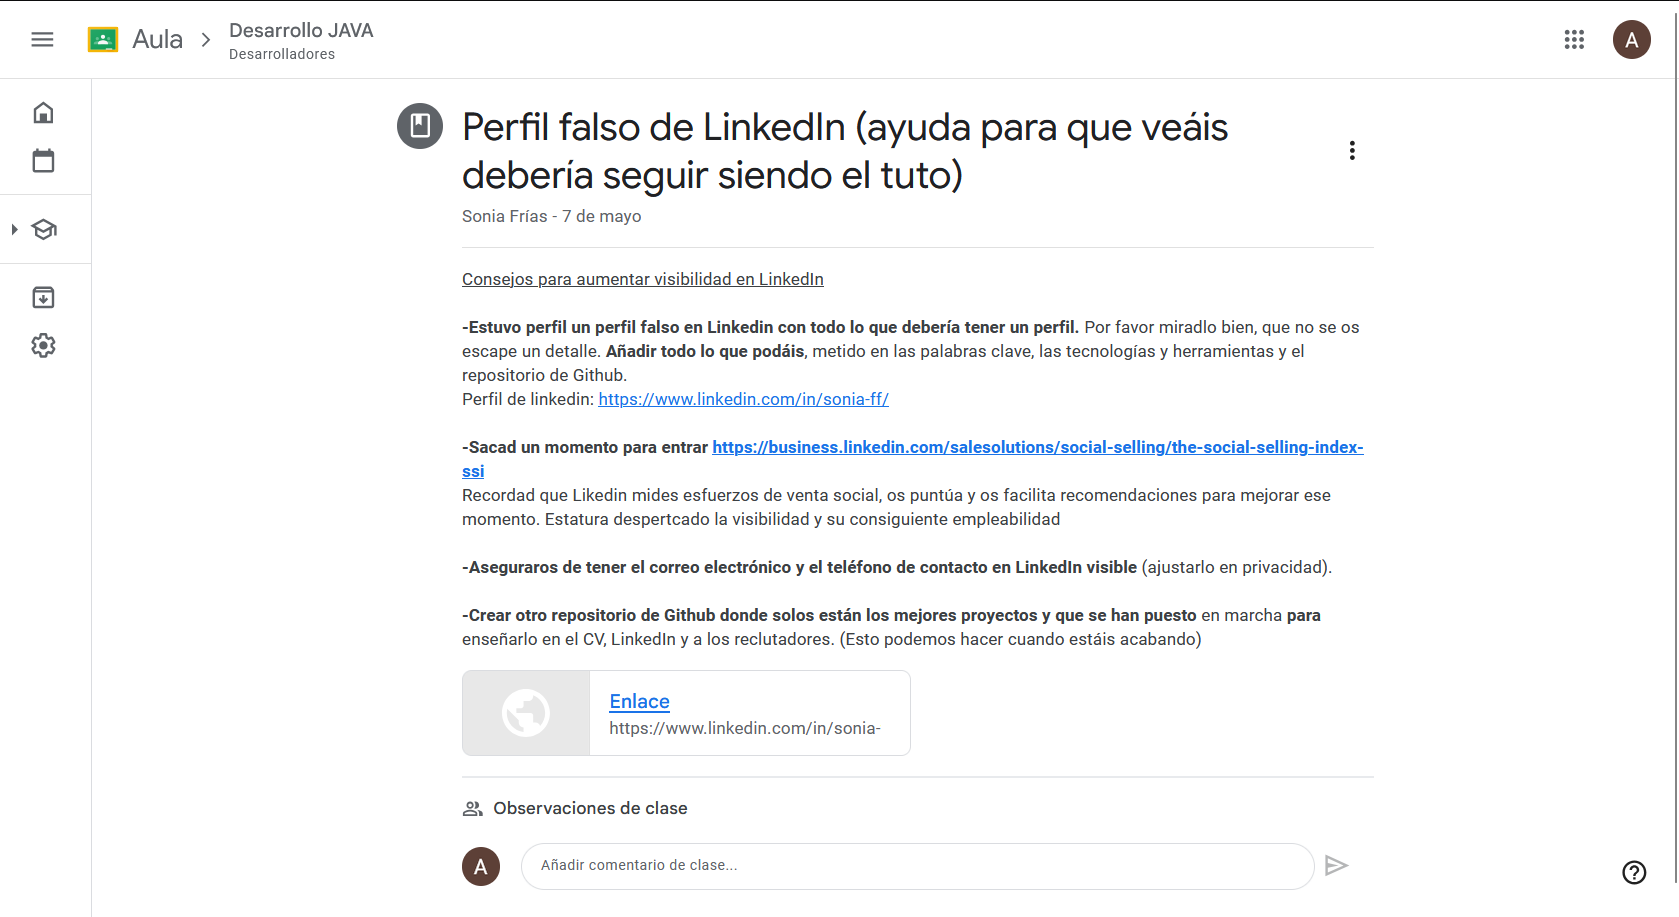 Aula
Desarrollo JAVA
Desarrolladores
A
Perfil falso de LinkedIn (ayuda para que veáis
debería seguir siendo el tuto)
Sonia Frías - 7 de mayo
Consejos para aumentar visibilidad en LinkedIn
-Estuvo perfil un perfil falso en Linkedin con todo lo que debería tener un perfil. Por favor miradlo bien, que no se os
escape un detalle. Añadir todo lo que podáis, metido en las palabras clave, las tecnologías y herramientas y el
repositorio de Github.
Perfil de linkedin: https://www.linkedin.com/in/sonia-ff/
-Sacad un momento para entrar https://business.linkedin.com/salesolutions/social-selling/the-social-selling-index-
ssi
Recordad que Likedin mides esfuerzos de venta social, os puntúa y os facilita recomendaciones para mejorar ese
momento. Estatura despertcado la visibilidad y su consiguiente empleabilidad
-Aseguraros de tener el correo electrónico y el teléfono de contacto en LinkedIn visible (ajustarlo en privacidad).
-Crear otro repositorio de Github donde solos están los mejores proyectos y que se han puesto en marcha para
enseñarlo en el CV, LinkedIn y a los reclutadores. (Esto podemos hacer cuando estáis acabando)
Enlace
https://www.linkedin.com/in/sonia-
Observaciones de clase
A
Añadir comentario de clase...